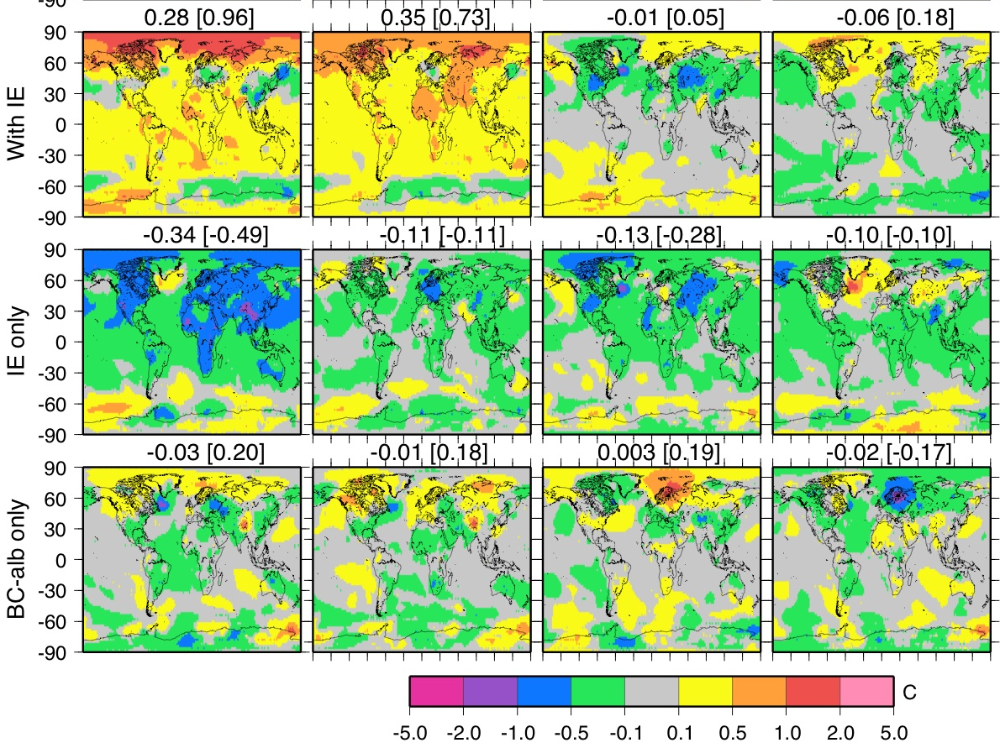 -90
0.28 [0.96] 0.35 [0.73] -0.01 [0.05] -0.06 [0.18]
90
60
30
0
-30
-60
-90
With IE
-0.34 [-0.49] -0.11 [-0.11] -0.13 [-0.28] -0.10 [-0.10]
90
60
30
0
-30
-60
-90
IE only
-0.03 [0.20] -0.01 [0.18] 0.003 [0.19] -0.02 [-0.17]
90
60
30
0
-30
-60
-90
BC-alb only
C
-5.0 -2.0 -1.0 -0.5 -0.1 0.1 0.5 1.0 2.0 5.0